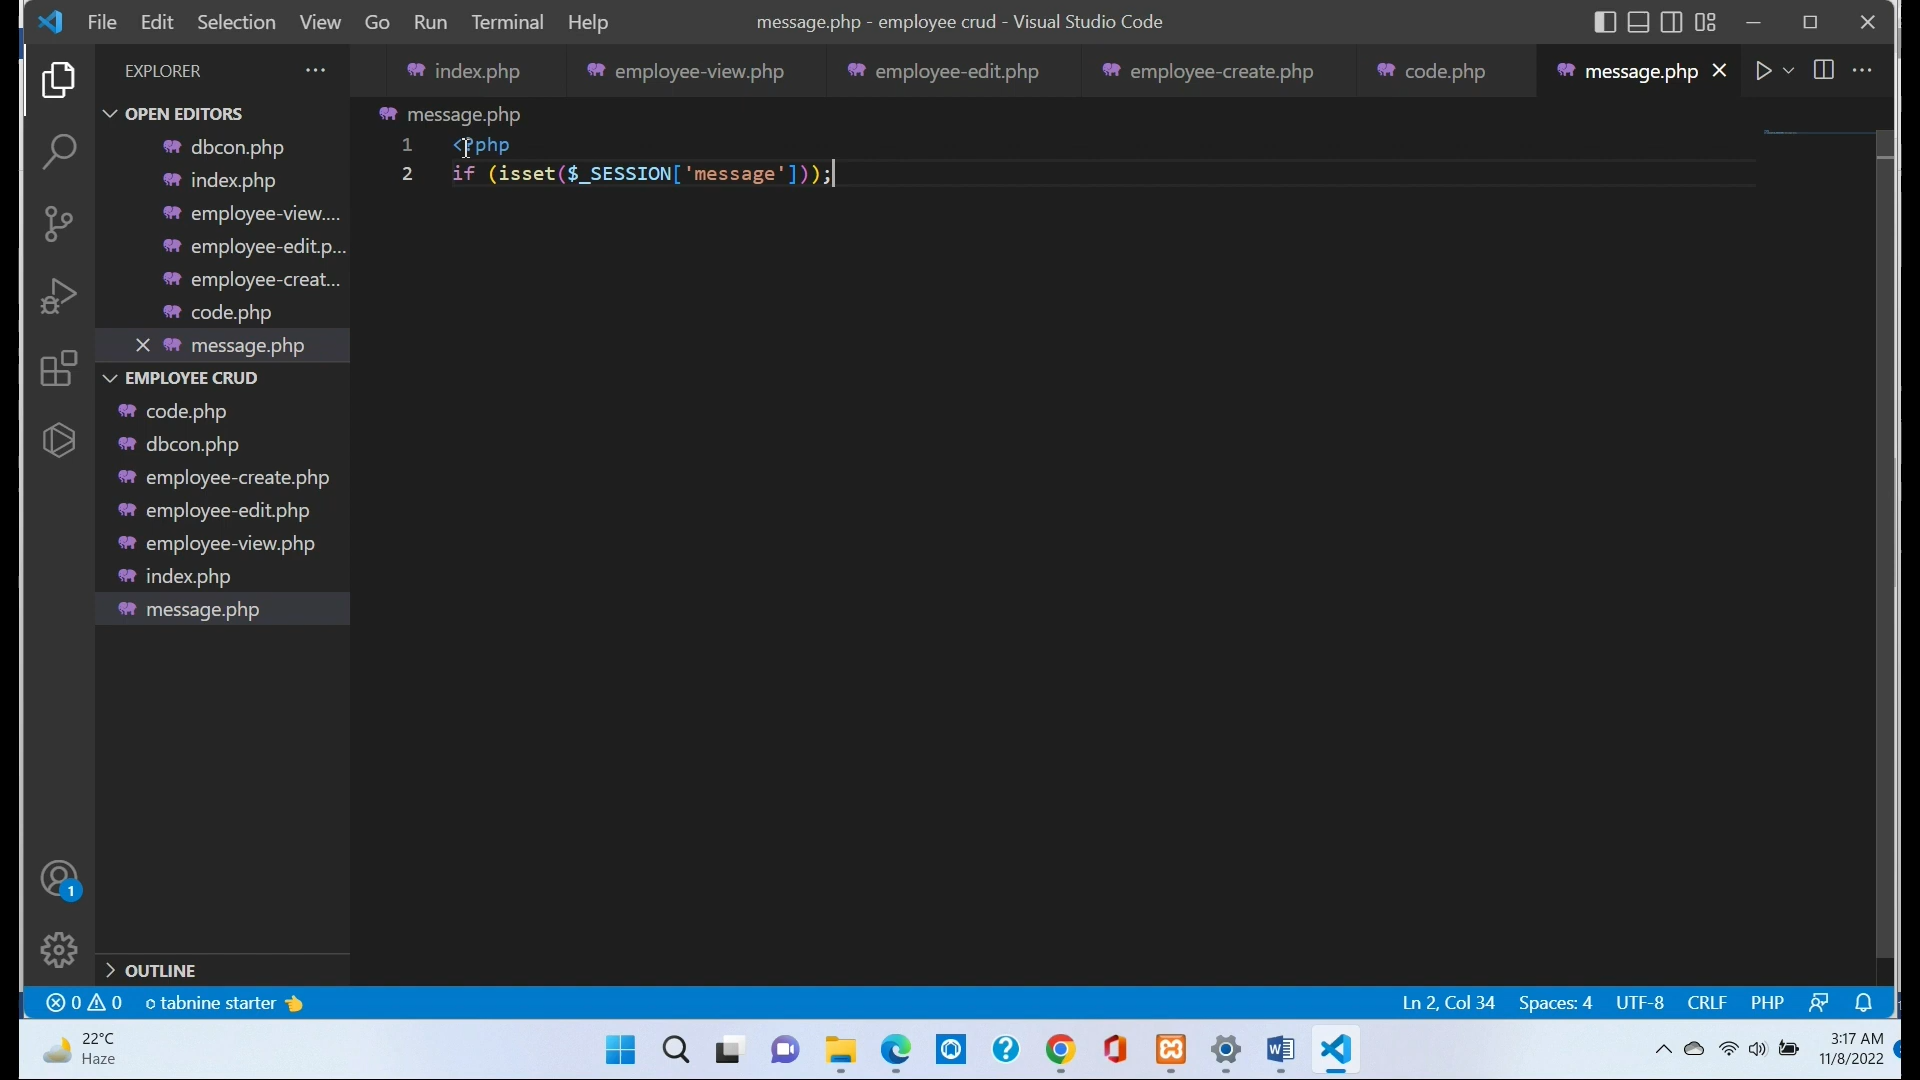 File Edit Selection View Go Run Terminal Help message.php - employee crud - Visual Studio Code
EXPLORER
index.php employee-view.php employee-edit.php employee-create.php code.php message.php
OPEN EDITORS
dbcon.php
index.php
employee-view....
employee-edit.p...
employee-creat...
code.php
message.php
EMPLOYEE CRUD
code.php
dbcon.php
employee-create.php
employee-edit.php
employee-view.php
index.php
message.php
OUTLINE
message.php
1 <?php
2 if (isset($_SESSION['message']));
1
0 0 tabnine starter 👈 Ln 2, Col 34 Spaces: 4 UTF-8 CRLF PHP
22°C
Haze
3:17 AM
11/8/2022